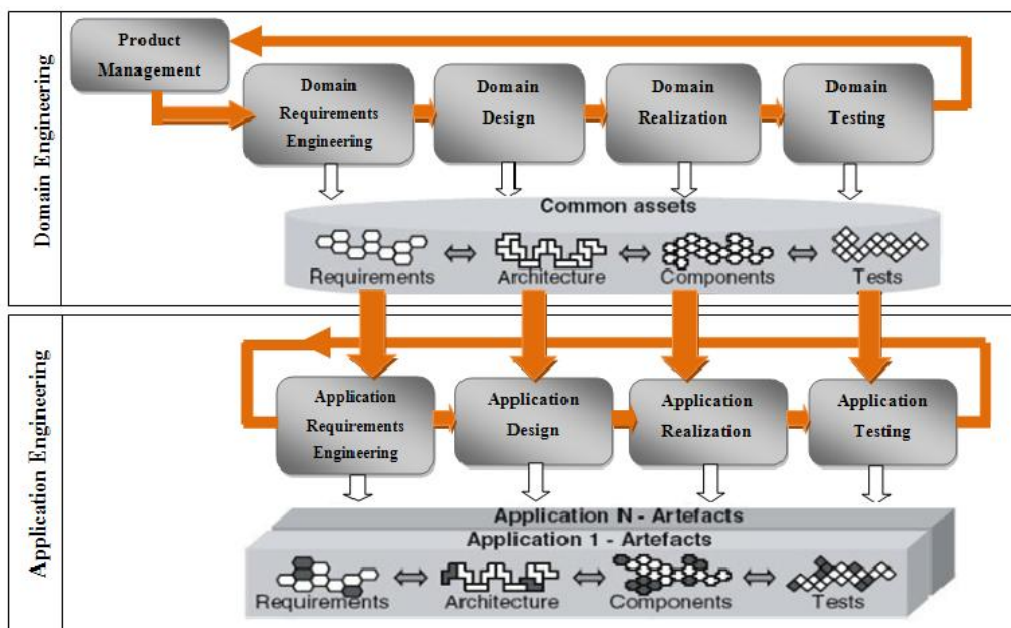 Domain Engineering
Product
Management
Domain
Requirements
Engineering
Domain
Design
Domain
Realization
Domain
Testing
Common assets
Requirements
Architecture
Components
Tests
Application Engineering
Application
Requirements
Engineering
Application
Design
Application
Realization
Application
Testing
Application N - Artefacts
Application 1 - Artefacts
Requirements
Architecture
Components
Tests